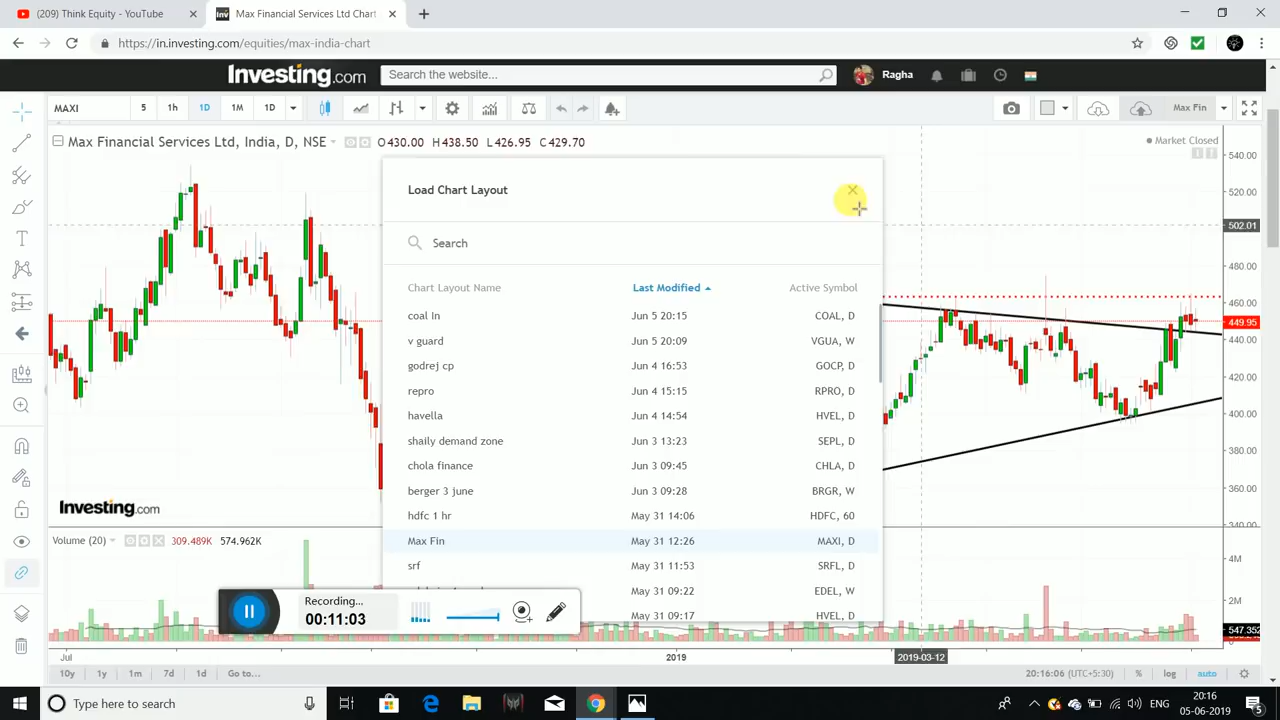 (209) Think Equity - YouTube
Max Financial Services Ltd Chart
https://in.investing.com/equities/max-india-chart
Investing.com
Search the website...
Ragha
MAXI
5
1h
1D
1M
1D
Max Fin
Max Financial Services Ltd, India, D, NSE
O430.00 H438.50 L426.95 C429.70
Market Closed
540.00
520.00
502.01
480.00
460.00
449.95
440.00
420.00
400.00
380.00
360.00
340.00
Load Chart Layout
Search
Chart Layout Name Last Modified Active Symbol
coal In Jun 5 20:15 COAL, D
v guard Jun 5 20:09 VGUA, W
godrej cp Jun 4 16:53 GOCP, D
repro Jun 4 15:15 RPRO, D
havella Jun 4 14:54 HVEL, D
shaily demand zone Jun 3 13:23 SEPL, D
chola finance Jun 3 09:45 CHLA, D
berger 3 june Jun 3 09:28 BRGR, W
hdfc 1 hr May 31 14:06 HDFC, 60
Max Fin May 31 12:26 MAXI, D
srf May 31 11:53 SRFL, D
May 31 09:22 EDEL, W
May 31 09:17 HVEL, D
Investing.com
Volume (20) 309.489K 574.962K
4M
2M
547.352
Recording...
00:11:03
Jul
2019
2019-03-12
10y 1y 1m 7d 1d Go to...
20:16:06 (UTC+5:30) % log auto
Type here to search
ENG
20:16
05-06-2019
5